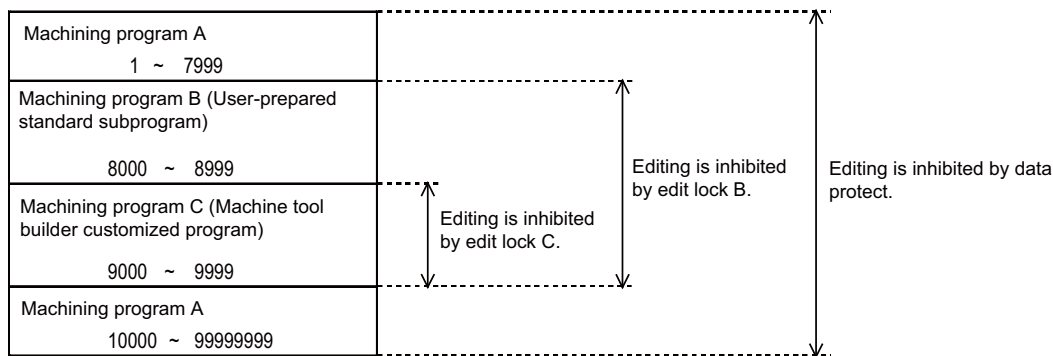 Machining program A
1 ~ 7999
Machining program B (User-prepared
standard subprogram)
8000 ~ 8999
Machining program C (Machine tool
builder customized program)
9000 ~ 9999
Machining program A
10000 ~ 99999999
Editing is inhibited
by edit lock C.
Editing is inhibited
by edit lock B.
Editing is inhibited by data
protect.